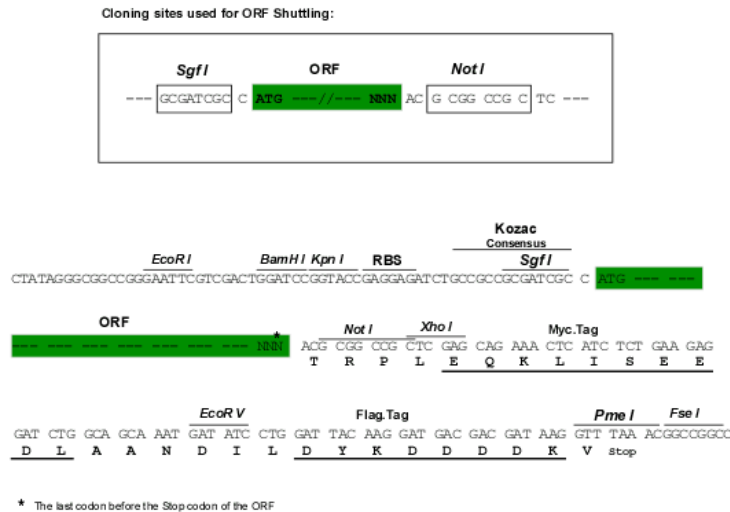 Cloning sites used for ORF Shuttling:
Sgf I ORF Not I
--- GCGATCGC C ATG ---//--- NNN AC G CGG CCG C TC ---
Kozac
Consensus
EcoR I BamH I Kpn I RBS Sgf I
CTATAGGGCGGCCGGGAATTCGTCGACTGGATCCGGTACCGAGGAGATCTGCCGCCGCGATCGC C ATG --- ---
ORF
Not I Xho I Myc.Tag
*
--- --- --- --- --- --- --- --- NNN ACG CGG CCG CTC GAG CAG AAA CTC ATC TCT GAA GAG
T R P L E Q K L I S E E
EcoR V Flag.Tag Pme I Fse I
GAT CTG GCA GCA AAT GAT ATC CTG GAT TAC AAG GAT GAC GAC GAT AAG GTT TAA ACGGCCGGCC
D L A A N D I L D Y K D D D D K V Stop
* The last codon before the Stop codon of the ORF